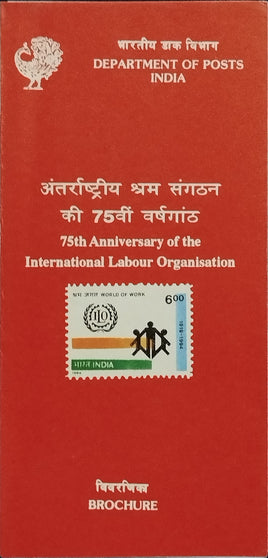 भारतीय डाक विभाग
DEPARTMENT OF POSTS
INDIA
अंतर्राष्ट्रीय श्रम संगठन
की 75वीं वर्षगांठ
75th Anniversary of the
International Labour Organisation
श्रम जगत WORLD OF WORK
6.00
ILO
1919-1994
भारत INDIA
1994
विवरणिका
BROCHURE